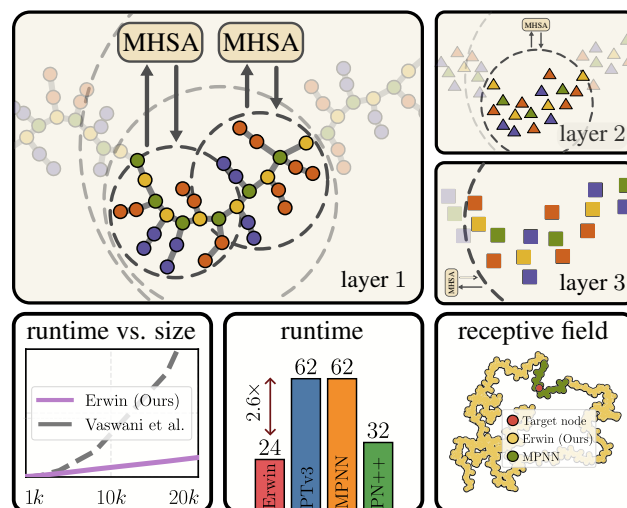 MHSA
MHSA
layer 1
MHSA
layer 2
MHSA
layer 3
runtime vs. size
Erwin (Ours)
Vaswani et al.
1k
10k
20k
runtime
62
62
2.6×
24
32
Erwin
PTv3
MPNN
PN++
receptive field
Target node
Erwin (Ours)
MPNN